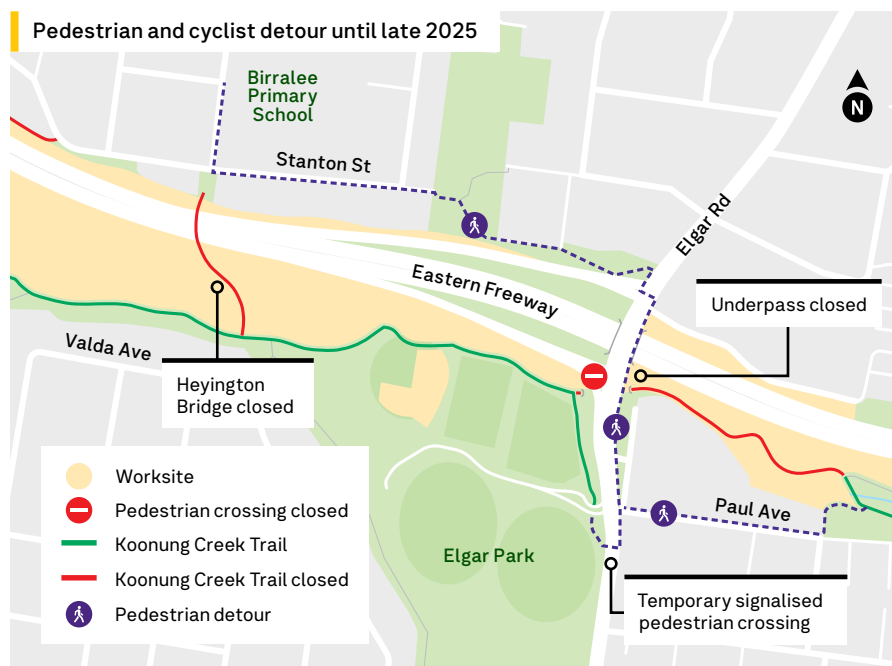 Pedestrian and cyclist detour until late 2025
Birralee
Primary
School
N
Stanton St
Elgar Rd
Eastern Freeway
Underpass closed
Valda Ave
Heyington
Bridge closed
Worksite
Pedestrian crossing closed
Koonung Creek Trail
Koonung Creek Trail closed
Pedestrian detour
Paul Ave
Elgar Park
Temporary signalised
pedestrian crossing